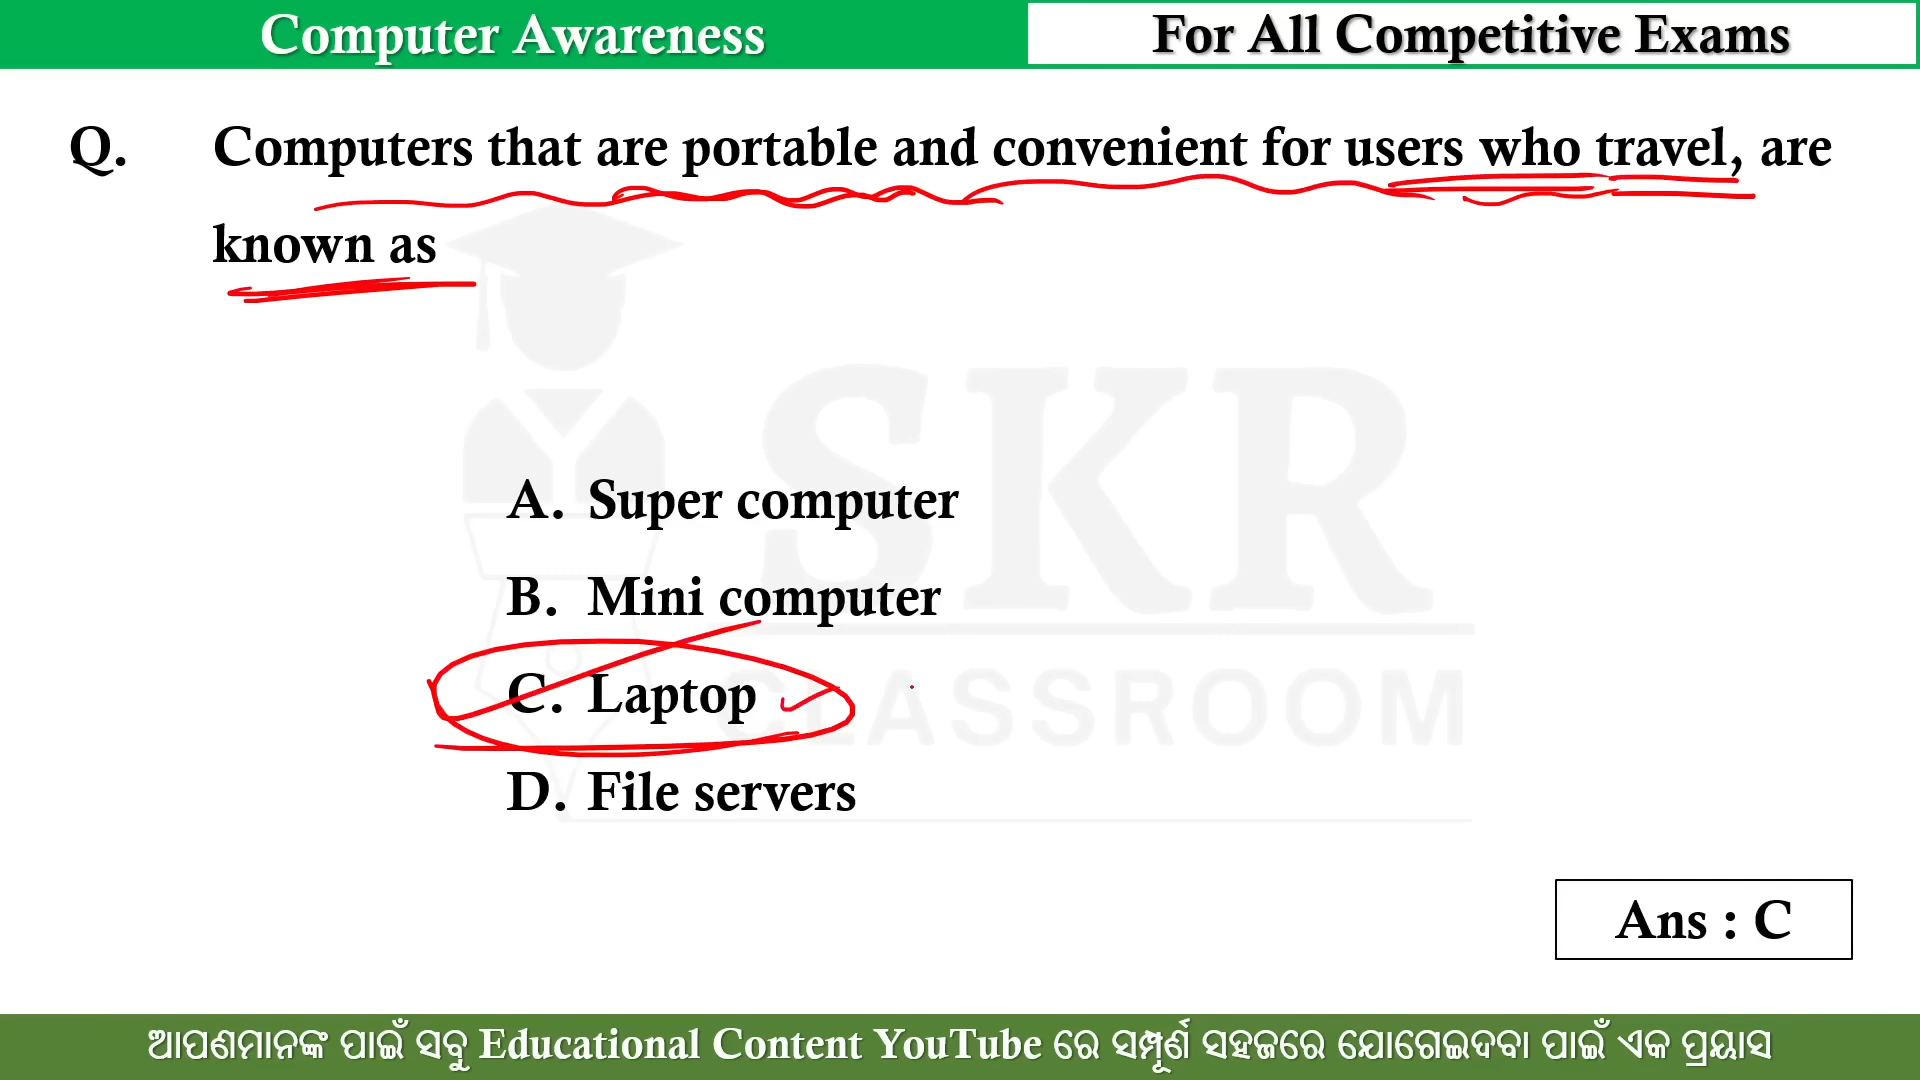 Computer Awareness
For All Competitive Exams
Q. Computers that are portable and convenient for users who travel, are
known as
SKR
CLASSROOM
A. Super computer
B. Mini computer
C. Laptop
D. File servers
Ans : C
ଆପଣମାନଙ୍କ ପାଇଁ ସବୁ Educational Content YouTube ରେ ସମ୍ପୂର୍ଣ ସହଜରେ ଯୋଗେଇଦବା ପାଇଁ ଏକ ପ୍ରୟାସ